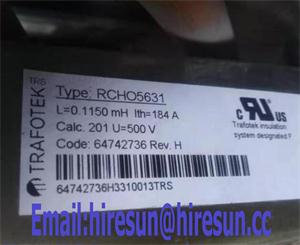 TRAFOTEK
TRS
Type: RCHO5631
L=0.1150 mH Ith=184 A
Calc. 201 U=500 V
Code: 64742736 Rev. H
64742736H3310013TRS
c RU US
Trafotek insulation
system designated F
Email:hiresun@hiresun.cc